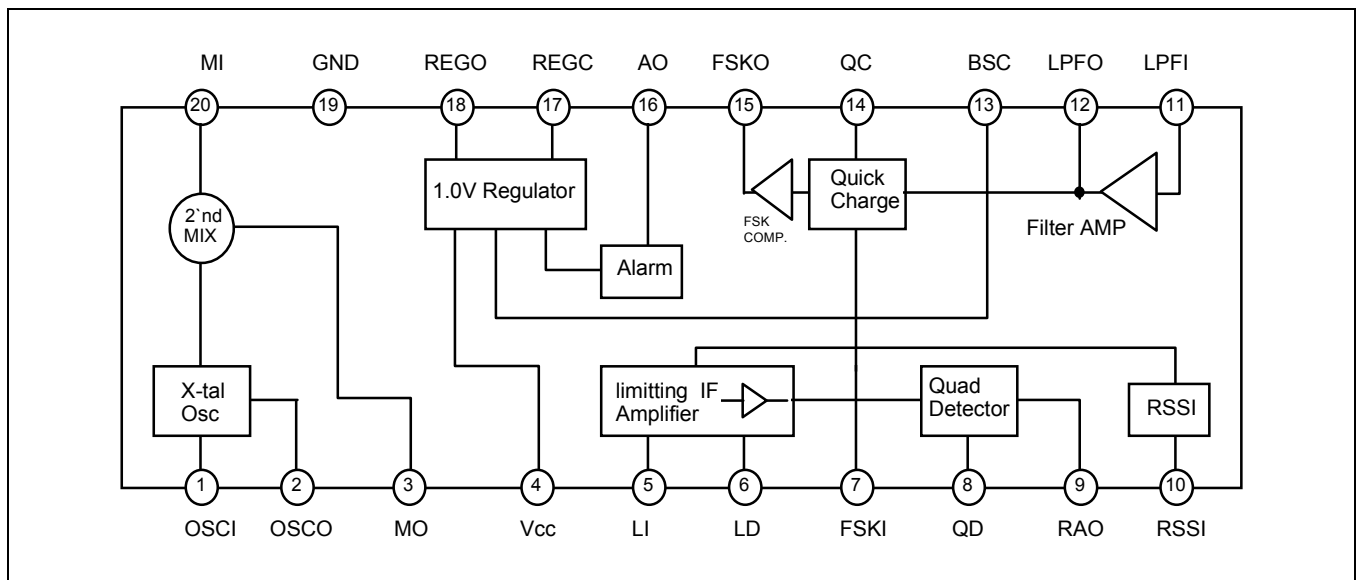 MI GND REGO REGC AO FSKO QC BSC LPFO LPFI
20 19 18 17 16 15 14 13 12 11
1.0V Regulator
Quick
Charge
2`nd
MIX
FSK
COMP.
Filter AMP
Alarm
X-tal
Osc
limitting IF
Amplifier
Quad
Detector
RSSI
1 2 3 4 5 6 7 8 9 10
OSCI OSCO MO Vcc LI LD FSKI QD RAO RSSI